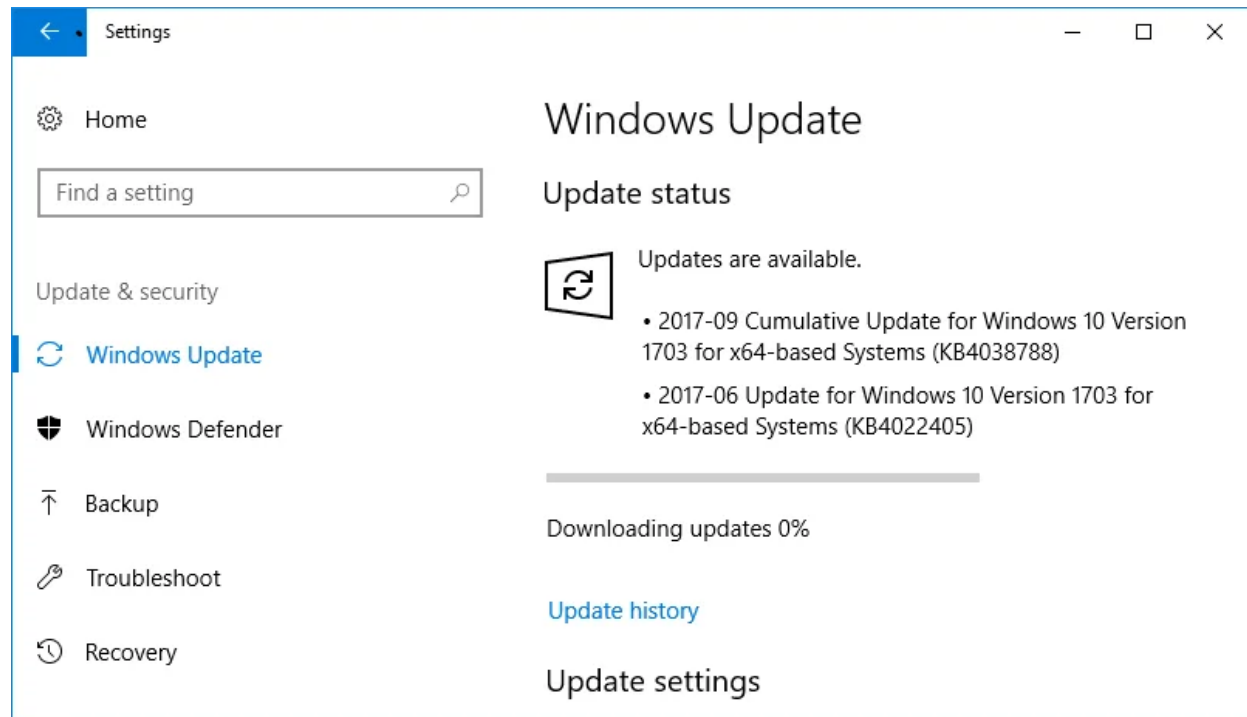 Settings
Home
Find a setting
Update & security
Windows Update
Windows Defender
Backup
Troubleshoot
Recovery
Windows Update
Update status
Updates are available.
• 2017-09 Cumulative Update for Windows 10 Version
1703 for x64-based Systems (KB4038788)
• 2017-06 Update for Windows 10 Version 1703 for
x64-based Systems (KB4022405)
Downloading updates 0%
Update history
Update settings